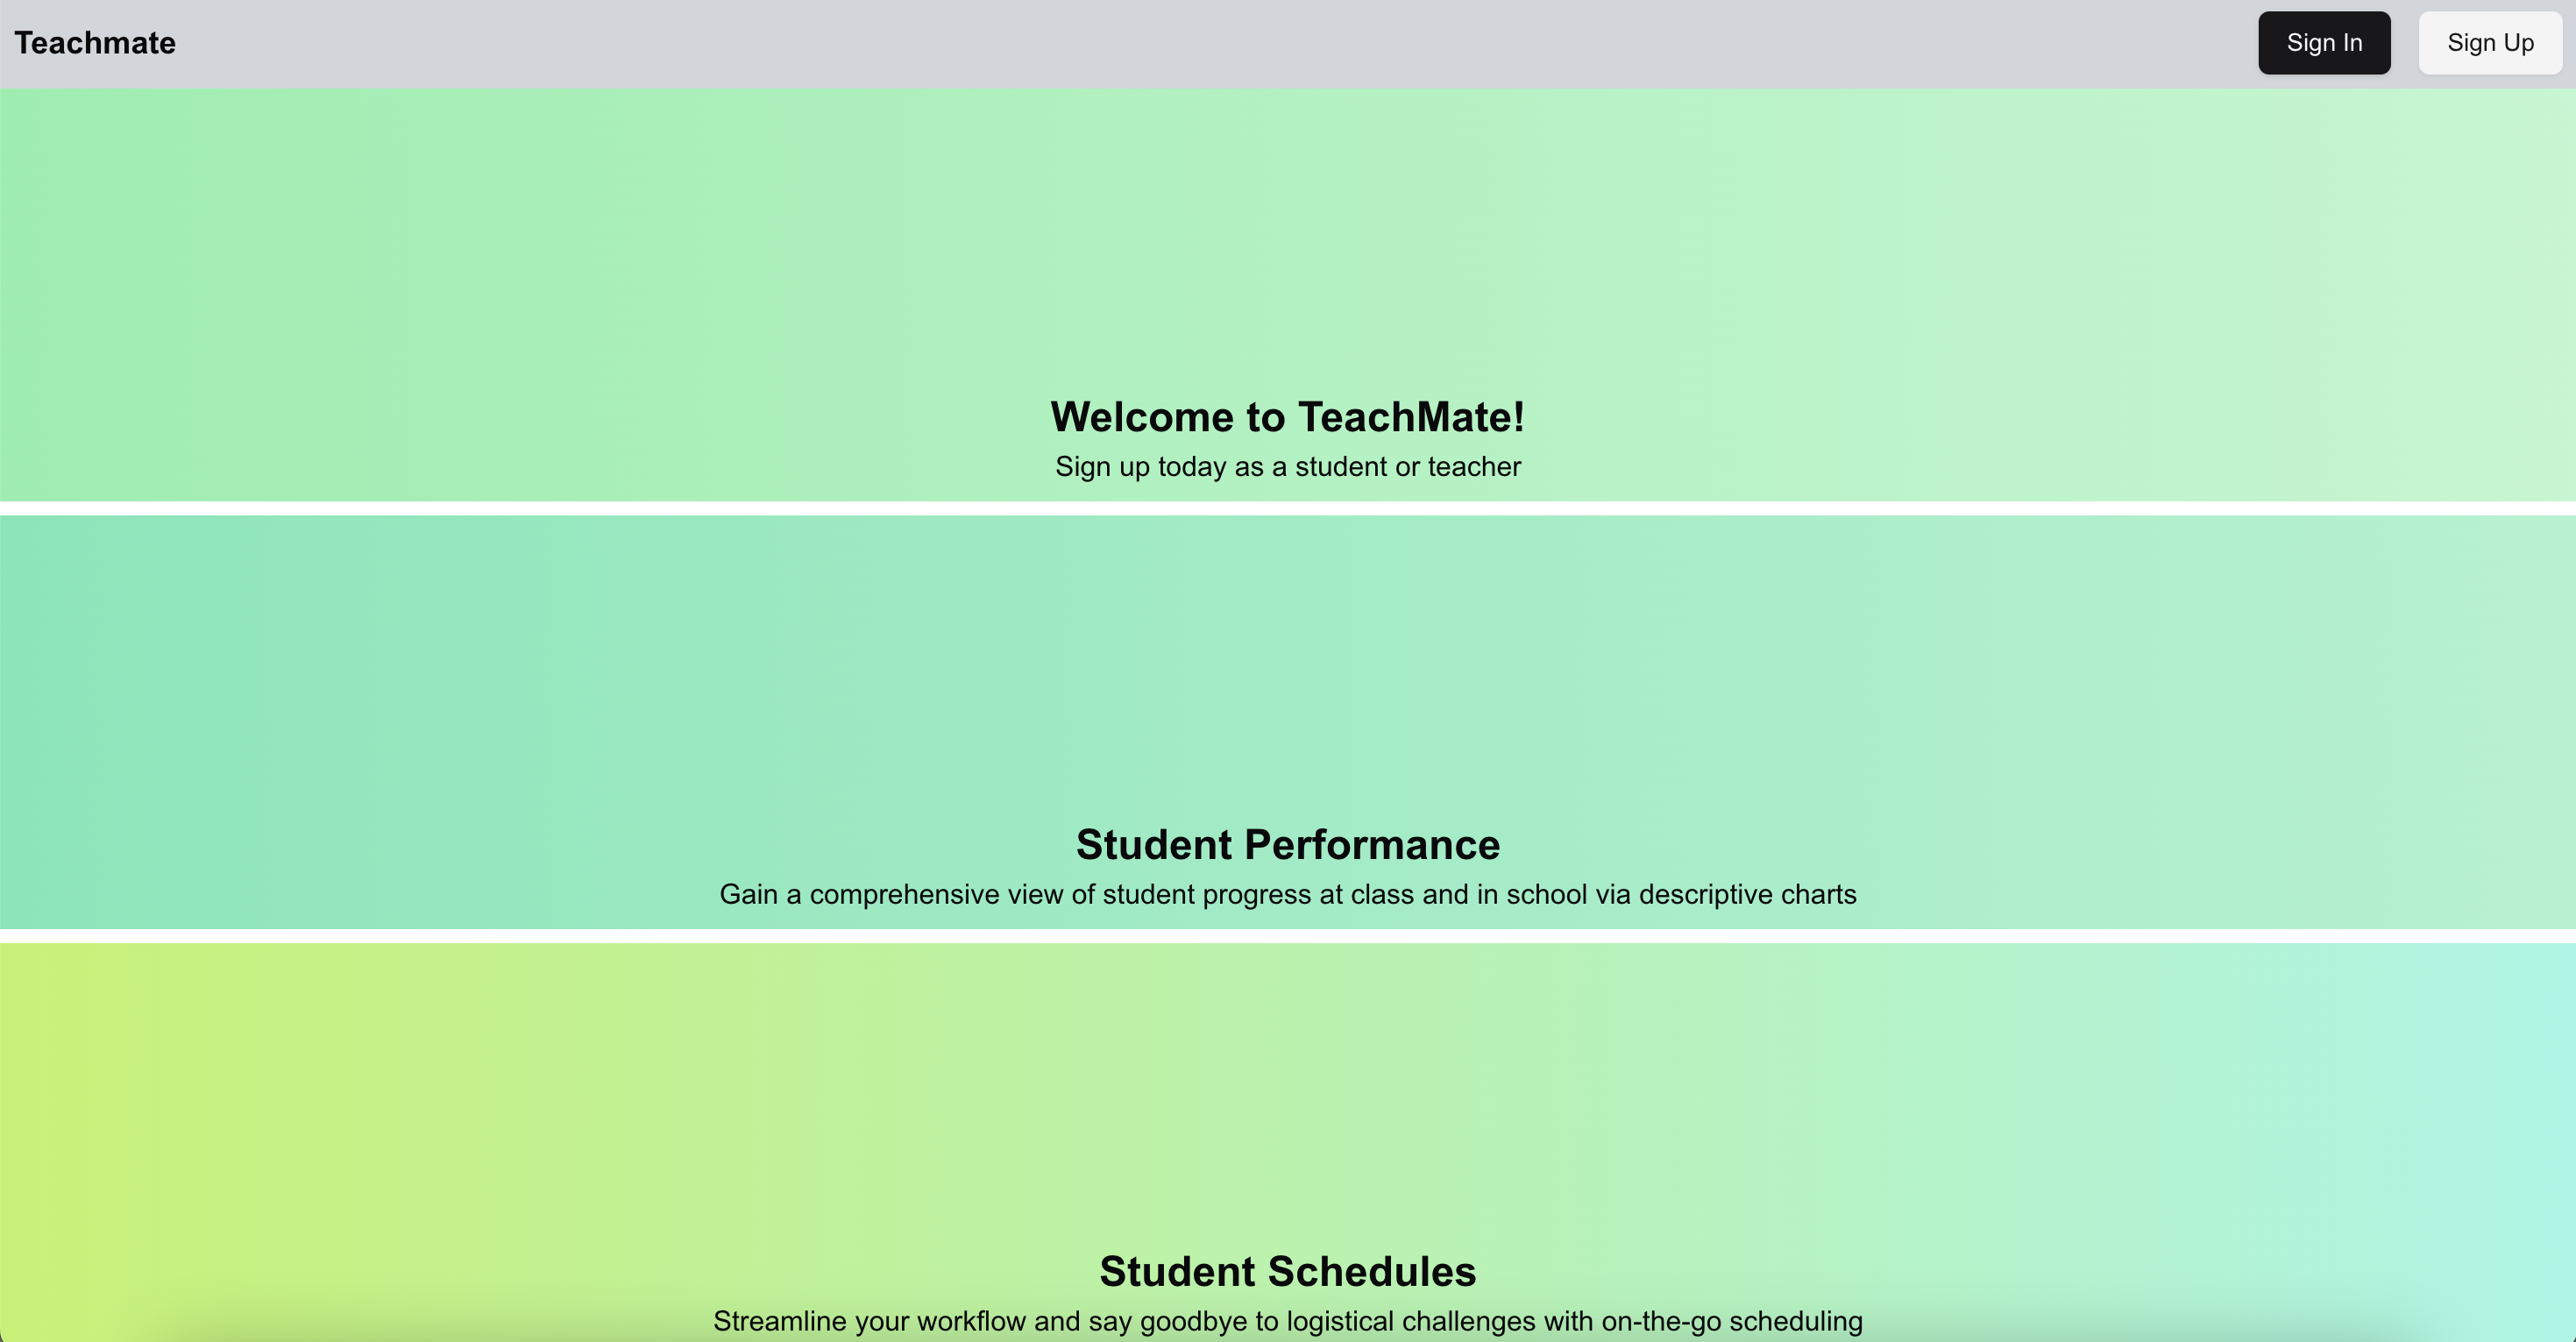 Teachmate
Sign In
Sign Up
Welcome to TeachMate!
Sign up today as a student or teacher
Student Performance
Gain a comprehensive view of student progress at class and in school via descriptive charts
Student Schedules
Streamline your workflow and say goodbye to logistical challenges with on-the-go scheduling